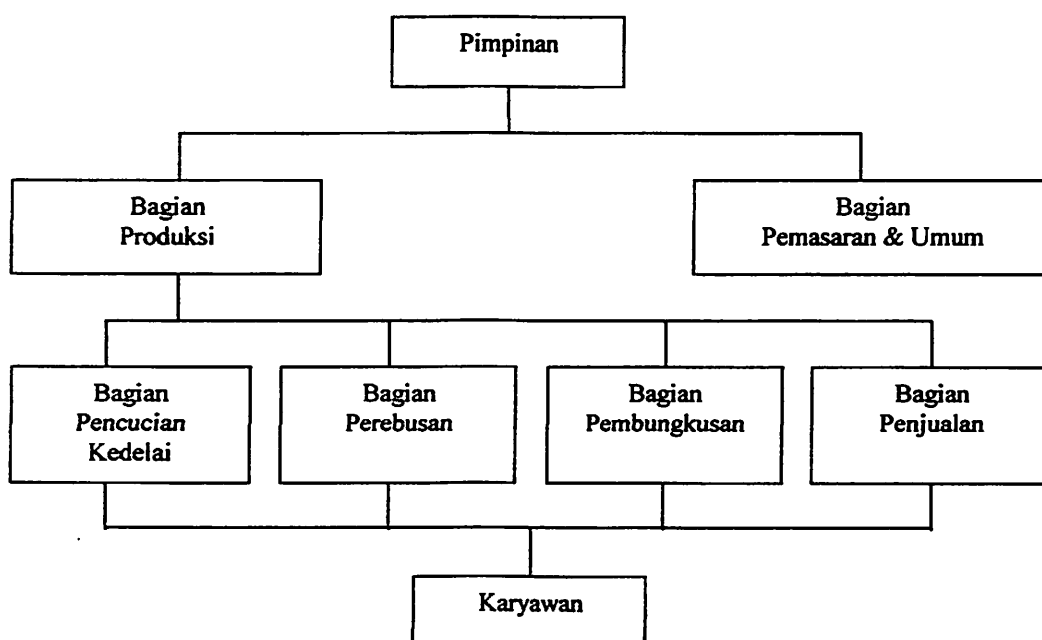 Pimpinan
Bagian
Produksi
Bagian
Pemasaran & Umum
Bagian
Pencucian
Kedelai
Bagian
Perebusan
Bagian
Pembungkusan
Bagian
Penjualan
Karyawan